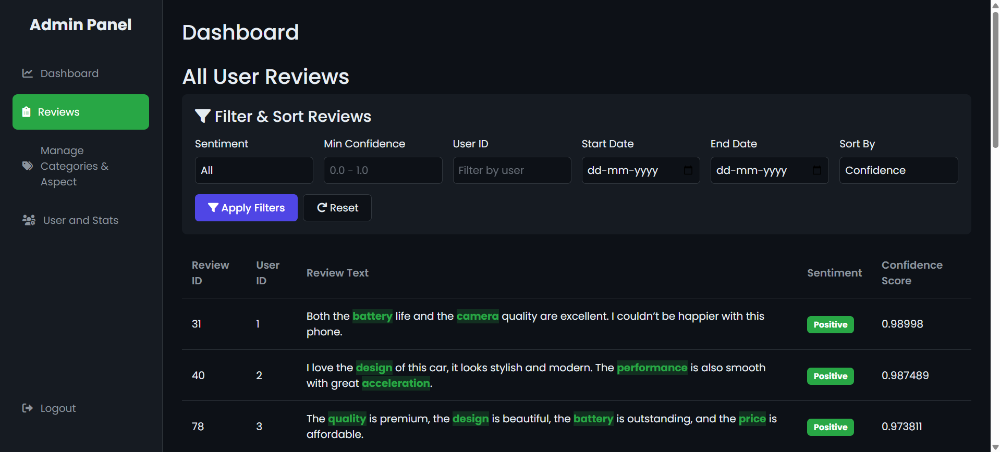 Admin Panel
Dashboard
Reviews
Manage
Categories &
Aspect
User and Stats
Logout
Dashboard
All User Reviews
Filter & Sort Reviews
Sentiment Min Confidence User ID Start Date End Date Sort By
All 0.0 - 1.0 Filter by user dd-mm-yyyy dd-mm-yyyy Confidence
Apply Filters Reset
Review ID User ID Review Text Sentiment Confidence Score
31 1 Both the battery life and the camera quality are excellent. I couldn’t be happier with this
phone.
Positive 0.98998
40 2 I love the design of this car, it looks stylish and modern. The performance is also smooth
with great acceleration.
Positive 0.987489
78 3 The quality is premium, the design is beautiful, the battery is outstanding, and the price is
affordable.
Positive 0.973811